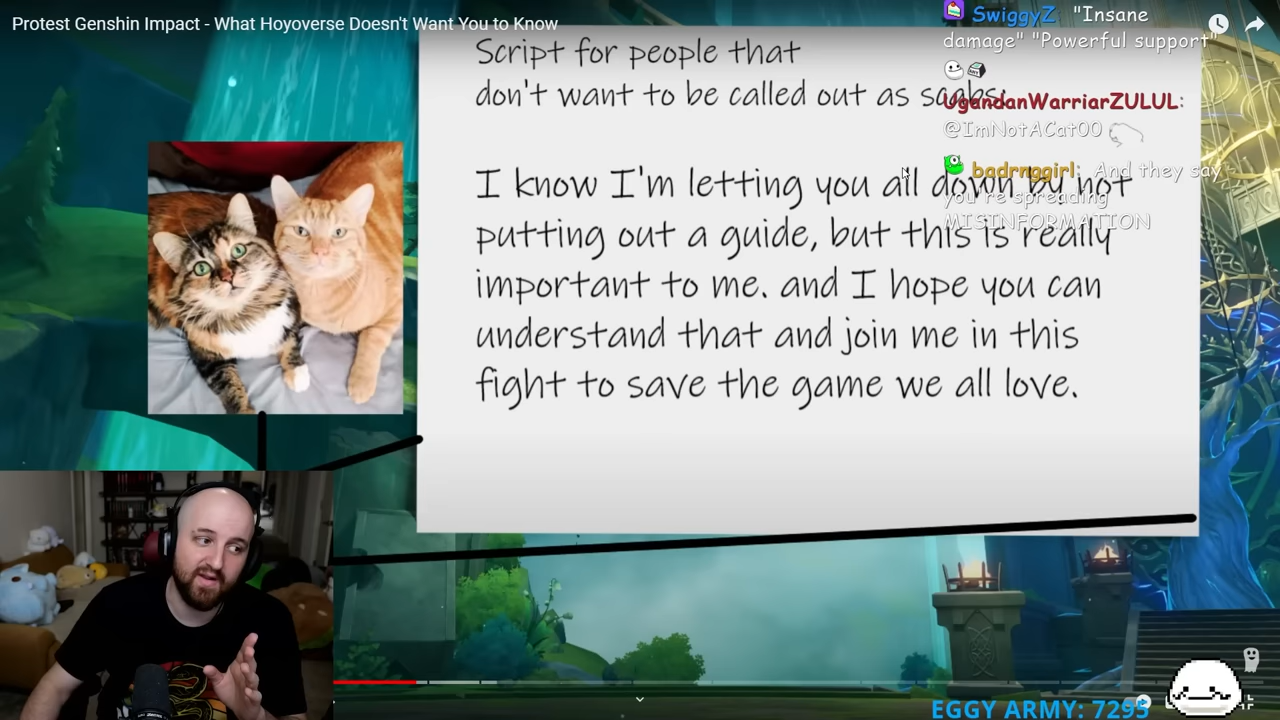 Protest Genshin Impact - What Hoyoverse Doesn't Want You to Know
Script for people that
don't want to be called out as scabs:
I know I'm letting you all down by not
putting out a guide, but this is really
important to me. and I hope you can
understand that and join me in this
fight to save the game we all love.
SwiggyZ "Insane
damage" "Powerful support"
UgandanWarriarZULUL:
@ImNotACat00
badrnggirl: And they say
you're spreading
MISINFORMATION
EGGY ARMY: 7295